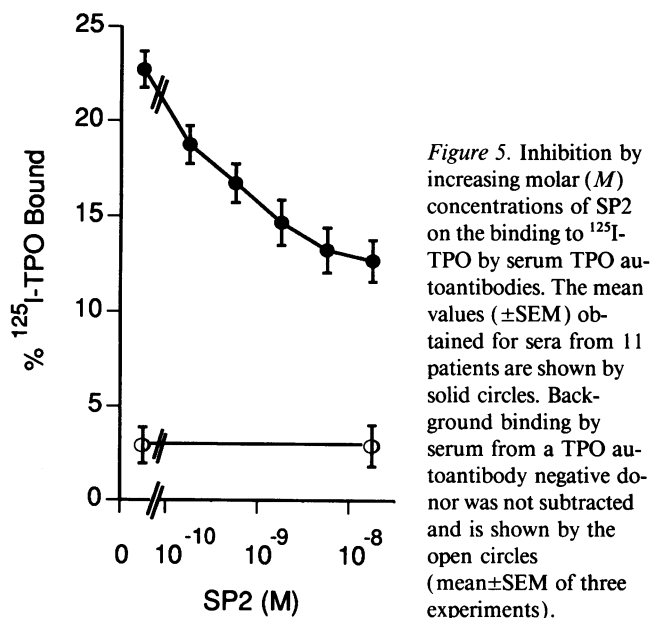 25
20
15
10
5
0
% ¹²⁵I-TPO Bound
0 10⁻¹⁰ 10⁻⁹ 10⁻⁸
SP2 (M)
Figure 5. Inhibition by
increasing molar (M)
concentrations of SP2
on the binding to ¹²⁵I-
TPO by serum TPO au-
toantibodies. The mean
values (±SEM) ob-
tained for sera from 11
patients are shown by
solid circles. Back-
ground binding by
serum from a TPO au-
toantibody negative do-
nor was not subtracted
and is shown by the
open circles
(mean±SEM of three
experiments).